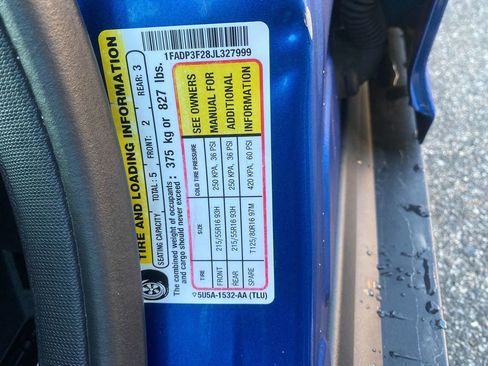 1FADP3F28JL327999
TIRE AND LOADING INFORMATION
SEATING CAPACITY TOTAL: 5 FRONT: 2 REAR: 3
The combined weight of occupants : 375 kg or 827 lbs.
and cargo should never exceed
TIRE SIZE COLD TIRE PRESSURE SEE OWNERS
FRONT 215/55R16 93H 250 KPA, 36 PSI MANUAL FOR
REAR 215/55R16 93H 250 KPA, 36 PSI ADDITIONAL
SPARE T125/80R16 97M 420 KPA, 60 PSI INFORMATION
5U5A-1532-AA (TLU)